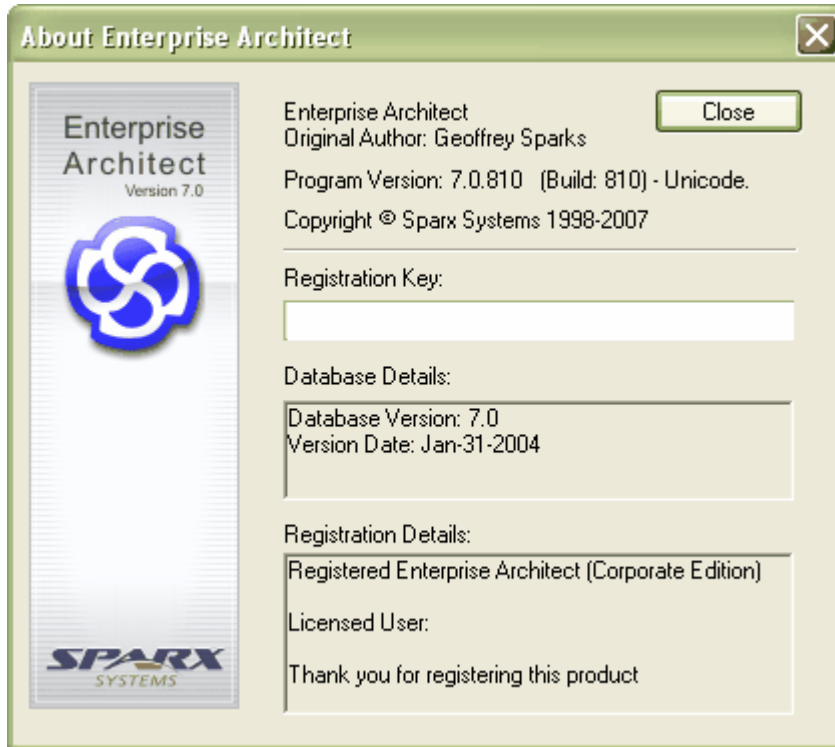 About Enterprise Architect
Enterprise
Architect
Version 7.0
SPARX
SYSTEMS
Enterprise Architect
Original Author: Geoffrey Sparks
Close
Program Version: 7.0.810 (Build: 810) - Unicode.
Copyright © Sparx Systems 1998-2007
Registration Key:
Database Details:
Database Version: 7.0
Version Date: Jan-31-2004
Registration Details:
Registered Enterprise Architect (Corporate Edition)
Licensed User:
Thank you for registering this product